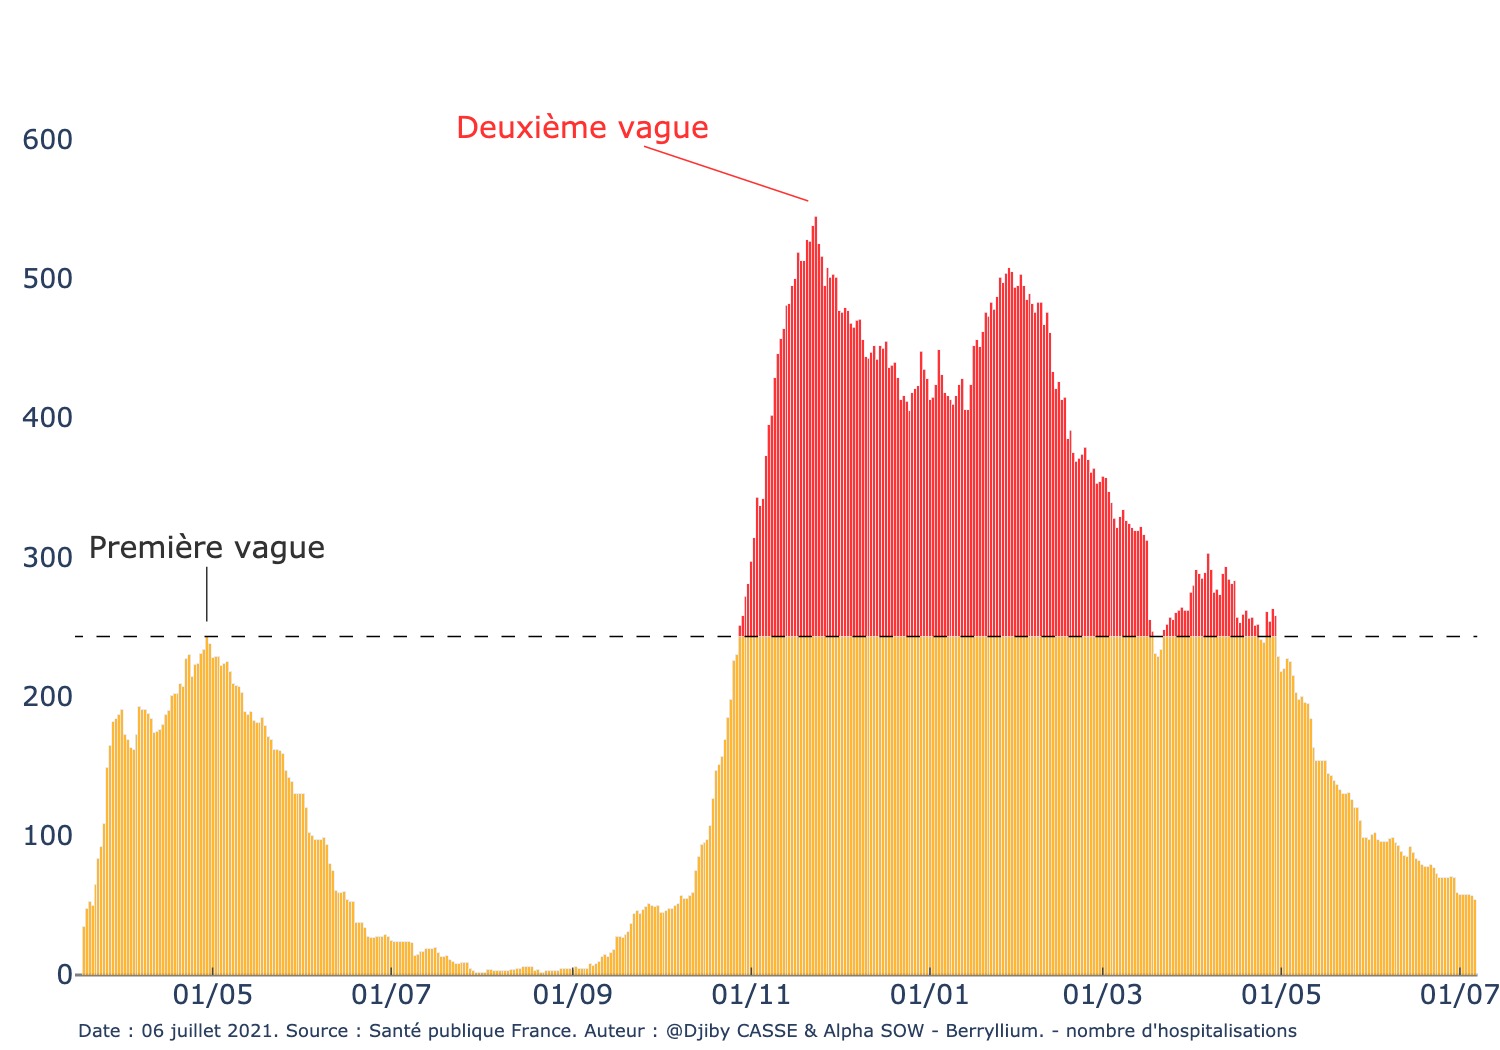 600
Deuxième vague
500
400
300
Première vague
200
100
0
01/05 01/07 01/09 01/11 01/01 01/03 01/05 01/07
Date : 06 juillet 2021. Source : Santé publique France. Auteur : @Djiby CASSE & Alpha SOW - Berryllium. - nombre d'hospitalisations